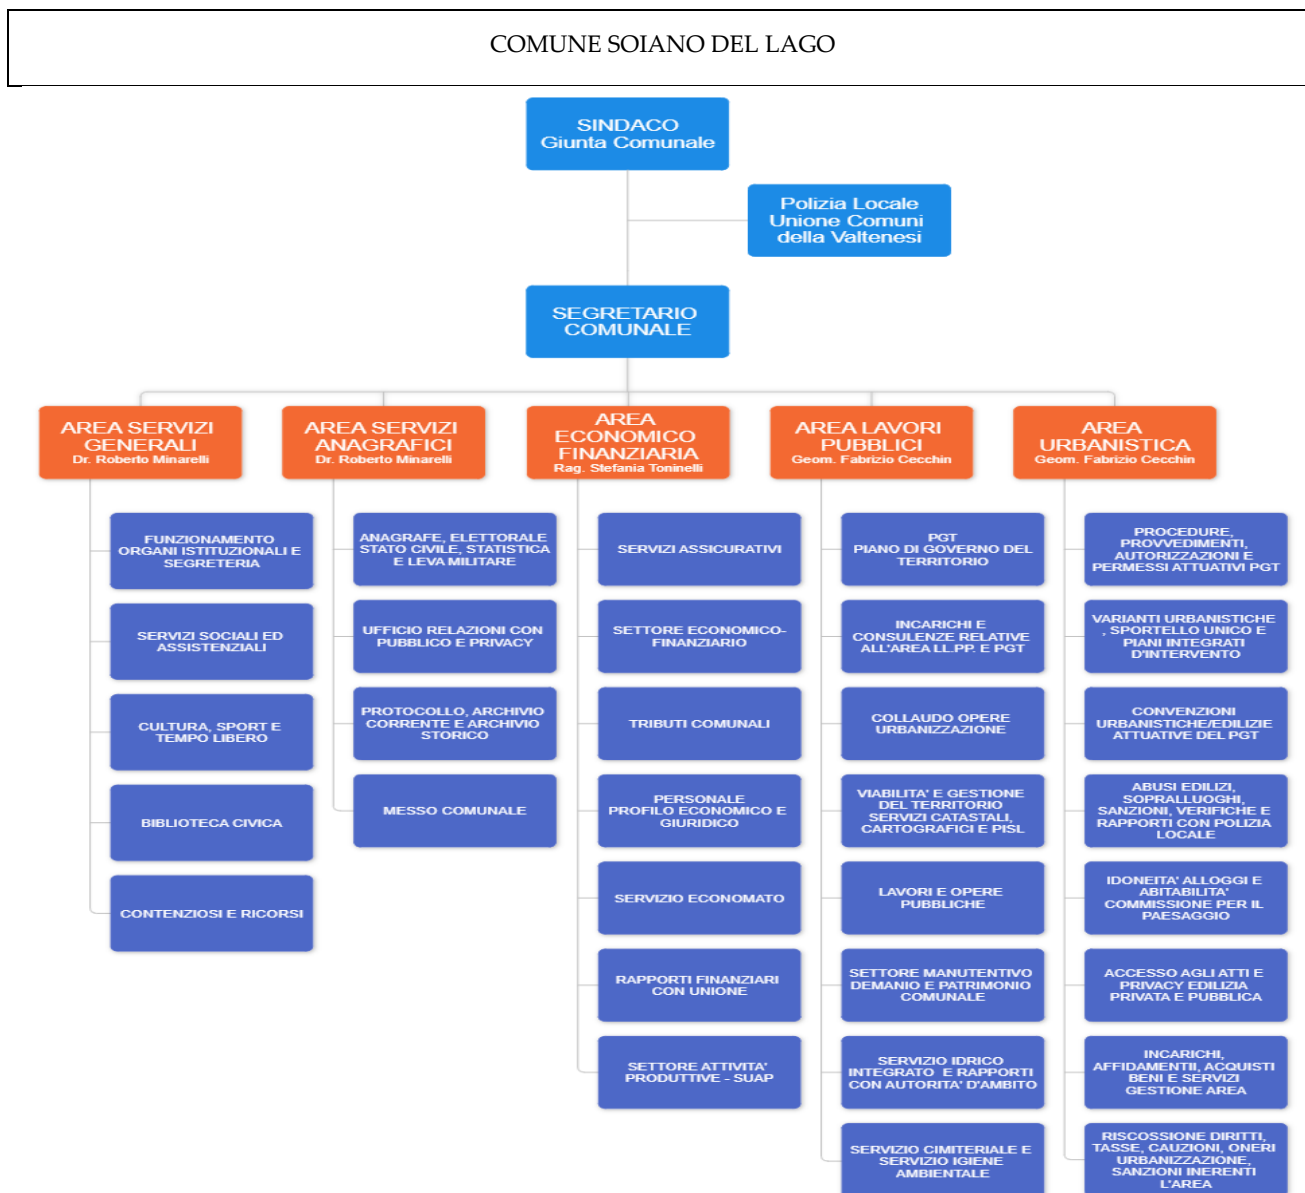 COMUNE SOIANO DEL LAGO
SINDACO
Giunta Comunale
Polizia Locale
Unione Comuni
della Valtenesi
SEGRETARIO
COMUNALE
AREA SERVIZI
GENERALI
Dr. Roberto Minarelli
AREA SERVIZI
ANAGRAFICI
Dr. Roberto Minarelli
AREA
ECONOMICO
FINANZIARIA
Rag. Stefania Toninelli
AREA LAVORI
PUBBLICI
Geom. Fabrizio Cecchin
AREA
URBANISTICA
Geom. Fabrizio Cecchin
FUNZIONAMENTO
ORGANI ISTITUZIONALI E
SEGRETERIA
SERVIZI SOCIALI ED
ASSISTENZIALI
CULTURA, SPORT E
TEMPO LIBERO
BIBLIOTECA CIVICA
CONTENZIOSI E RICORSI
ANAGRAFE, ELETTORALE
STATO CIVILE, STATISTICA
E LEVA MILITARE
UFFICIO RELAZIONI CON
PUBBLICO E PRIVACY
PROTOCOLLO, ARCHIVIO
CORRENTE E ARCHIVIO
STORICO
MESSO COMUNALE
SERVIZI ASSICURATIVI
SETTORE ECONOMICO-
FINANZIARIO
TRIBUTI COMUNALI
PERSONALE
PROFILO ECONOMICO E
GIURIDICO
SERVIZIO ECONOMATO
RAPPORTI FINANZIARI
CON UNIONE
SETTORE ATTIVITA'
PRODUTTIVE - SUAP
PGT
PIANO DI GOVERNO DEL
TERRITORIO
INCARICHI E
CONSULENZE RELATIVE
ALL'AREA LL.PP. E PGT
COLLAUDO OPERE
URBANIZZAZIONE
VIABILITA' E GESTIONE
DEL TERRITORIO
SERVIZI CATASTALI,
CARTOGRAFICI E PISL
LAVORI E OPERE
PUBBLICHE
SETTORE MANUTENTIVO
DEMANIO E PATRIMONIO
COMUNALE
SERVIZIO IDRICO
INTEGRATO E RAPPORTI
CON AUTORITA' D'AMBITO
SERVIZIO CIMITERIALE E
SERVIZIO IGIENE
AMBIENTALE
PROCEDURE,
PROVVEDIMENTI,
AUTORIZZAZIONI E
PERMESSI ATTUATIVI PGT
VARIANTI URBANISTICHE
, SPORTELLO UNICO E
PIANI INTEGRATI
D'INTERVENTO
CONVENZIONI
URBANISTICHE/EDILIZIE
ATTUATIVE DEL PGT
ABUSI EDILIZI,
SOPRALLUOGHI,
SANZIONI, VERIFICHE E
RAPPORTI CON POLIZIA
LOCALE
IDONEITA' ALLOGGI E
ABITABILITA'
COMMISSIONE PER IL
PAESAGGIO
ACCESSO AGLI ATTI E
PRIVACY EDILIZIA
PRIVATA E PUBBLICA
INCARICHI,
AFFIDAMENTII, ACQUISTI
BENI E SERVIZI
GESTIONE AREA
RISCOSSIONE DIRITTI,
TASSE, CAUZIONI, ONERI
URBANIZZAZIONE,
SANZIONI INERENTI
L'AREA